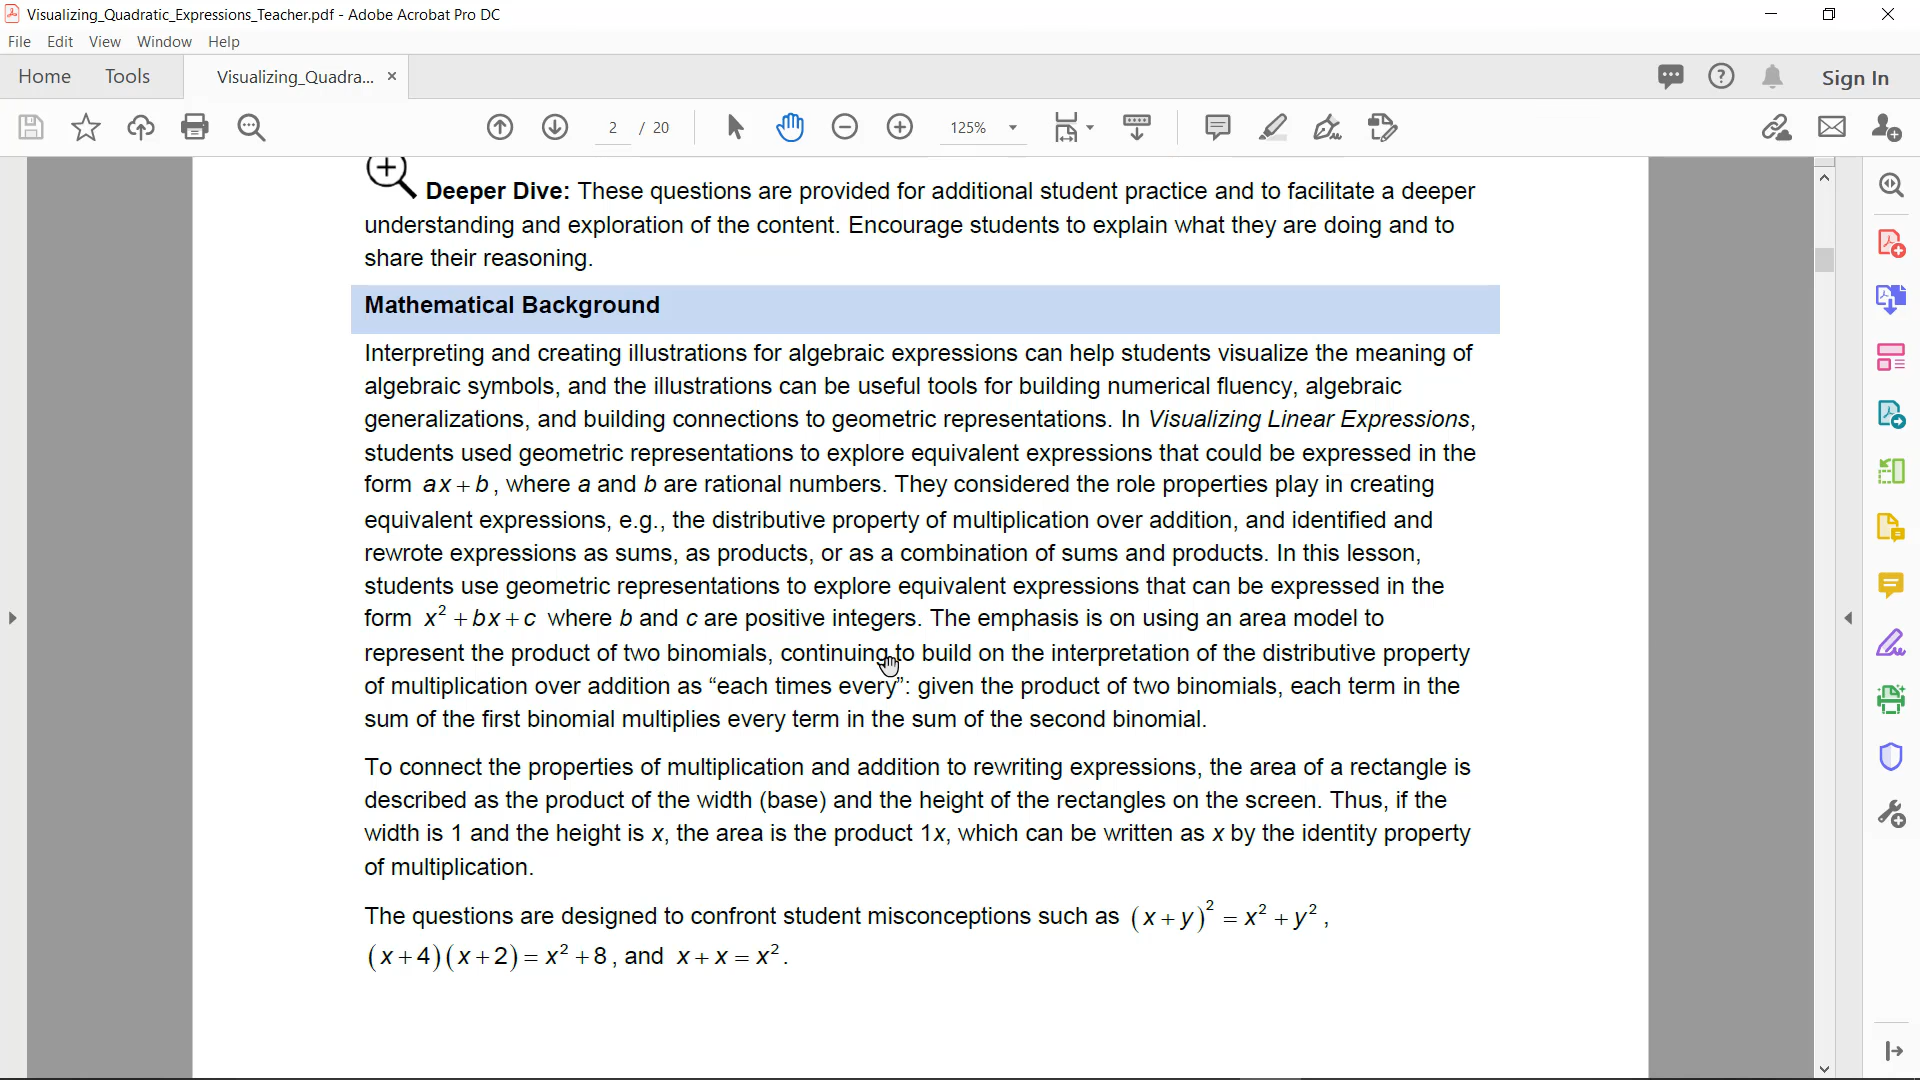 Visualizing_Quadratic_Expressions_Teacher.pdf - Adobe Acrobat Pro DC
File Edit View Window Help
Home Tools Visualizing_Quadra... × Sign In
2 / 20 125%
Deeper Dive: These questions are provided for additional student practice and to facilitate a deeper
understanding and exploration of the content. Encourage students to explain what they are doing and to
share their reasoning.
Mathematical Background
Interpreting and creating illustrations for algebraic expressions can help students visualize the meaning of
algebraic symbols, and the illustrations can be useful tools for building numerical fluency, algebraic
generalizations, and building connections to geometric representations. In Visualizing Linear Expressions,
students used geometric representations to explore equivalent expressions that could be expressed in the
form ax + b, where a and b are rational numbers. They considered the role properties play in creating
equivalent expressions, e.g., the distributive property of multiplication over addition, and identified and
rewrote expressions as sums, as products, or as a combination of sums and products. In this lesson,
students use geometric representations to explore equivalent expressions that can be expressed in the
form x² + bx + c where b and c are positive integers. The emphasis is on using an area model to
represent the product of two binomials, continuing to build on the interpretation of the distributive property
of multiplication over addition as “each times every”: given the product of two binomials, each term in the
sum of the first binomial multiplies every term in the sum of the second binomial.
To connect the properties of multiplication and addition to rewriting expressions, the area of a rectangle is
described as the product of the width (base) and the height of the rectangles on the screen. Thus, if the
width is 1 and the height is x, the area is the product 1x, which can be written as x by the identity property
of multiplication.
The questions are designed to confront student misconceptions such as (x + y)² = x² + y²,
(x + 4)(x + 2) = x² + 8, and x + x = x².